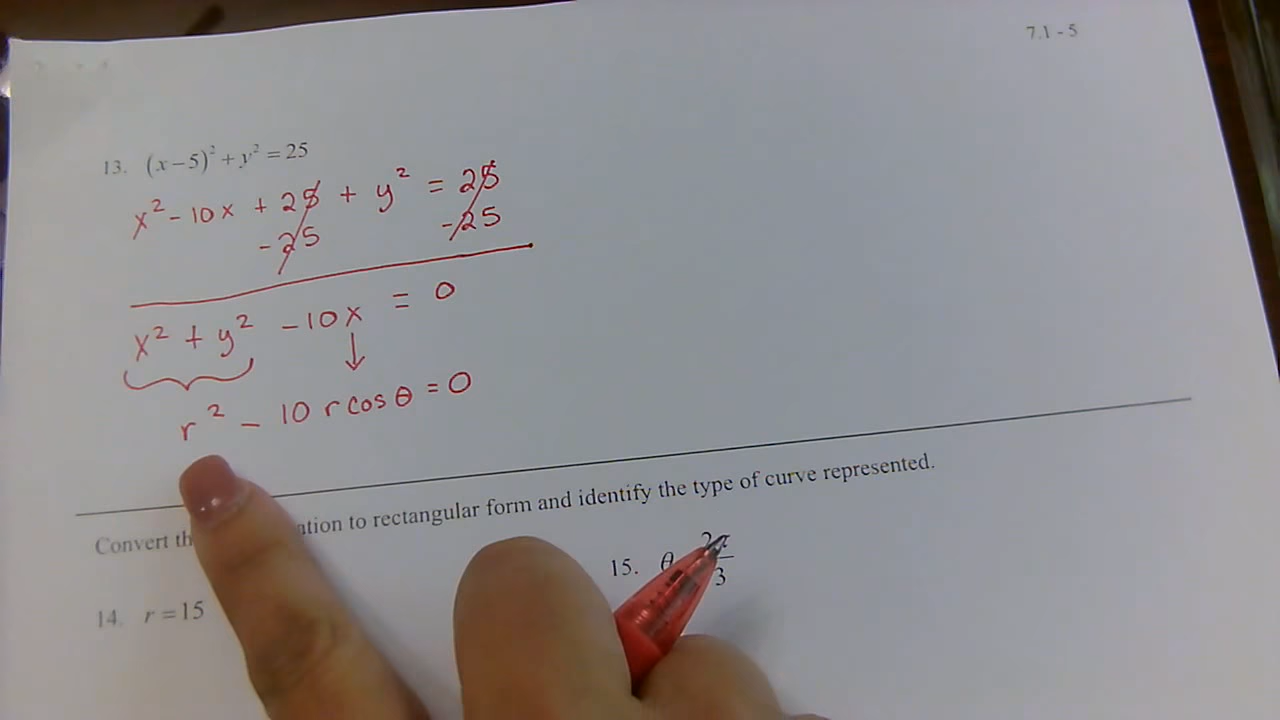 7.1 - 5
13. (x-5)² + y² = 25
x² - 10x + 25 + y² = 25
-25 -25
x² + y² - 10x = 0
r² - 10 r cos θ = 0
Convert to rectangular form and identify the type of curve represented.
14. r = 15
15. θ 3